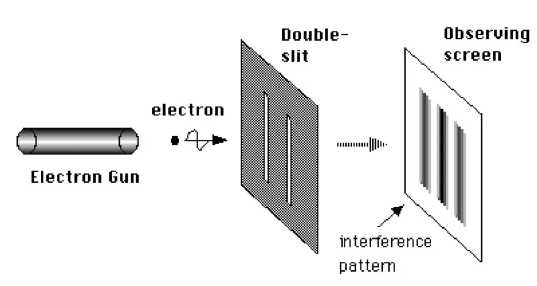 Double-
slit
Observing
screen
electron
Electron Gun
interference
pattern